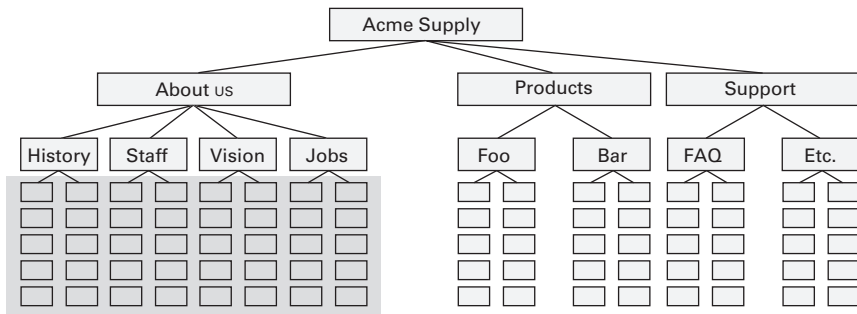 Acme Supply
About us
Products
Support
History
Staff
Vision
Jobs
Foo
Bar
FAQ
Etc.